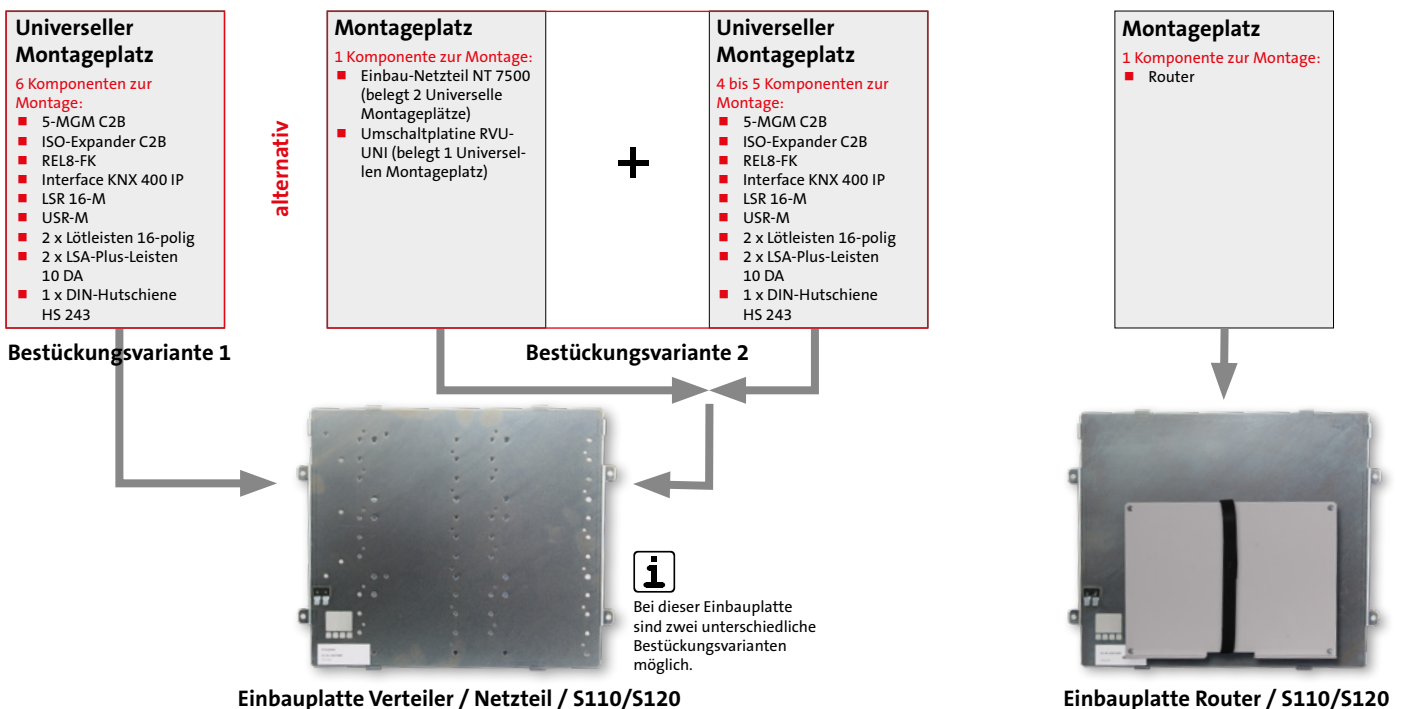 Universeller
Montageplatz
6 Komponenten zur
Montage:
5-MGM C2B
ISO-Expander C2B
REL8-FK
Interface KNX 400 IP
LSR 16-M
USR-M
2 x Lötleisten 16-polig
2 x LSA-Plus-Leisten
10 DA
1 x DIN-Hutschiene
HS 243
Bestückungsvariante 1
alternativ
Montageplatz
1 Komponente zur Montage:
Einbau-Netzteil NT 7500
(belegt 2 Universelle
Montageplätze)
Umschaltplatine RVU-
UNI (belegt 1 Universel-
len Montageplatz)
+
Universeller
Montageplatz
4 bis 5 Komponenten zur
Montage:
5-MGM C2B
ISO-Expander C2B
REL8-FK
Interface KNX 400 IP
LSR 16-M
USR-M
2 x Lötleisten 16-polig
2 x LSA-Plus-Leisten
10 DA
1 x DIN-Hutschiene
HS 243
Bestückungsvariante 2
i
Bei dieser Einbauplatte
sind zwei unterschiedliche
Bestückungsvarianten
möglich.
Einbauplatte Verteiler / Netzteil / S110/S120
Montageplatz
1 Komponente zur Montage:
Router
Einbauplatte Router / S110/S120